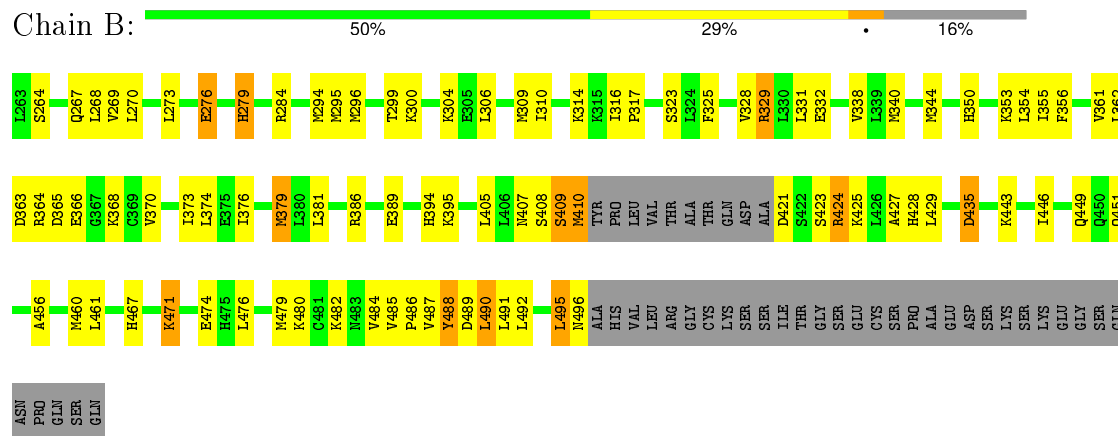 Chain B:
50% 29% • 16%
L263 S264 Q267 L268 V269 L270 L273 E276 H279 R284 M294 M295 M296 T299 K300 K304 E305 L306 M309 I310 K314 K315 I316 P317 S323 L324 F325 V328 R329 L330 L331 E332 V338 L339 M340 M344 H350 K353 L354 I355 F356 V361 L362
D363 R364 D365 E366 G367 K368 C369 V370 I373 L374 E375 I376 M379 L380 L381 R386 E389 H394 K395 L405 L406 N407 S408 S409 M410 TYR PRO LEU VAL THR ALA THR GLN ASP ALA D421 S422 S423 R424 K425 L426 A427 H428 L429 D435 K443 I446 Q449 Q450 Q451
A456 M460 L461 H467 K471 E474 H475 L476 M479 K480 C481 K482 N483 V484 V485 P486 V487 Y488 D489 L490 L491 L492 L495 N496 ALA HIS VAL LEU ARG GLY CYS LYS SER SER ILE THR GLY SER GLU CYS SER PRO ALA GLU ASP SER LYS SER LYS GLU GLY SER GLN
ASN PRO GLN SER GLN